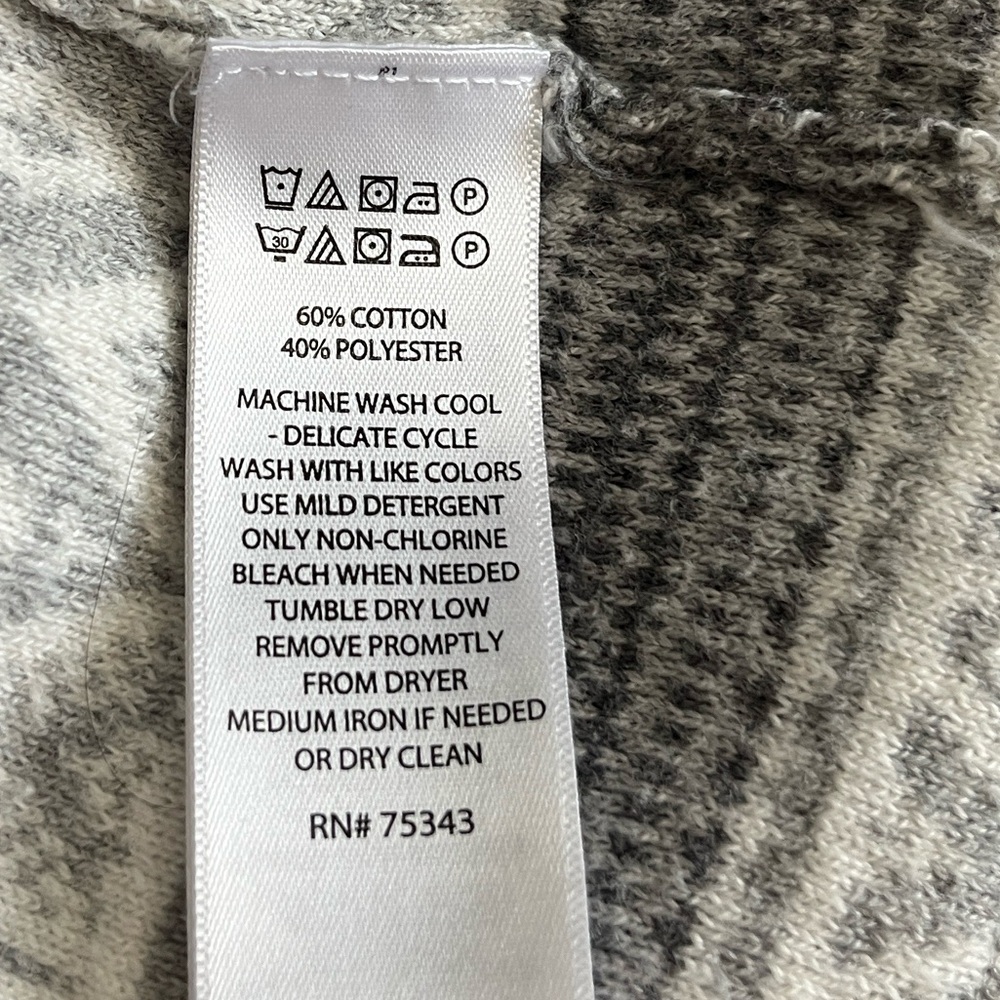 P
30 P
60% COTTON
40% POLYESTER
MACHINE WASH COOL
- DELICATE CYCLE
WASH WITH LIKE COLORS
USE MILD DETERGENT
ONLY NON-CHLORINE
BLEACH WHEN NEEDED
TUMBLE DRY LOW
REMOVE PROMPTLY
FROM DRYER
MEDIUM IRON IF NEEDED
OR DRY CLEAN
RN# 75343